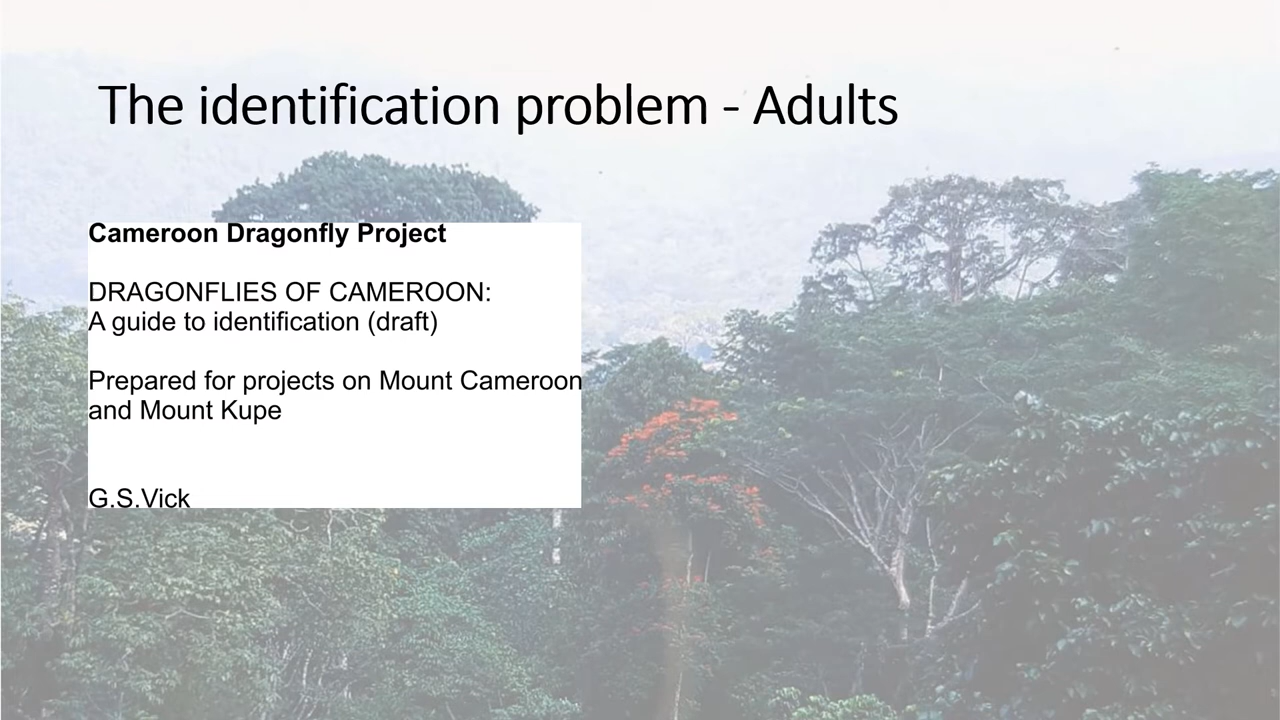 The identification problem - Adults
Cameroon Dragonfly Project
DRAGONFLIES OF CAMEROON:
A guide to identification (draft)
Prepared for projects on Mount Cameroon
and Mount Kupe
G.S.Vick